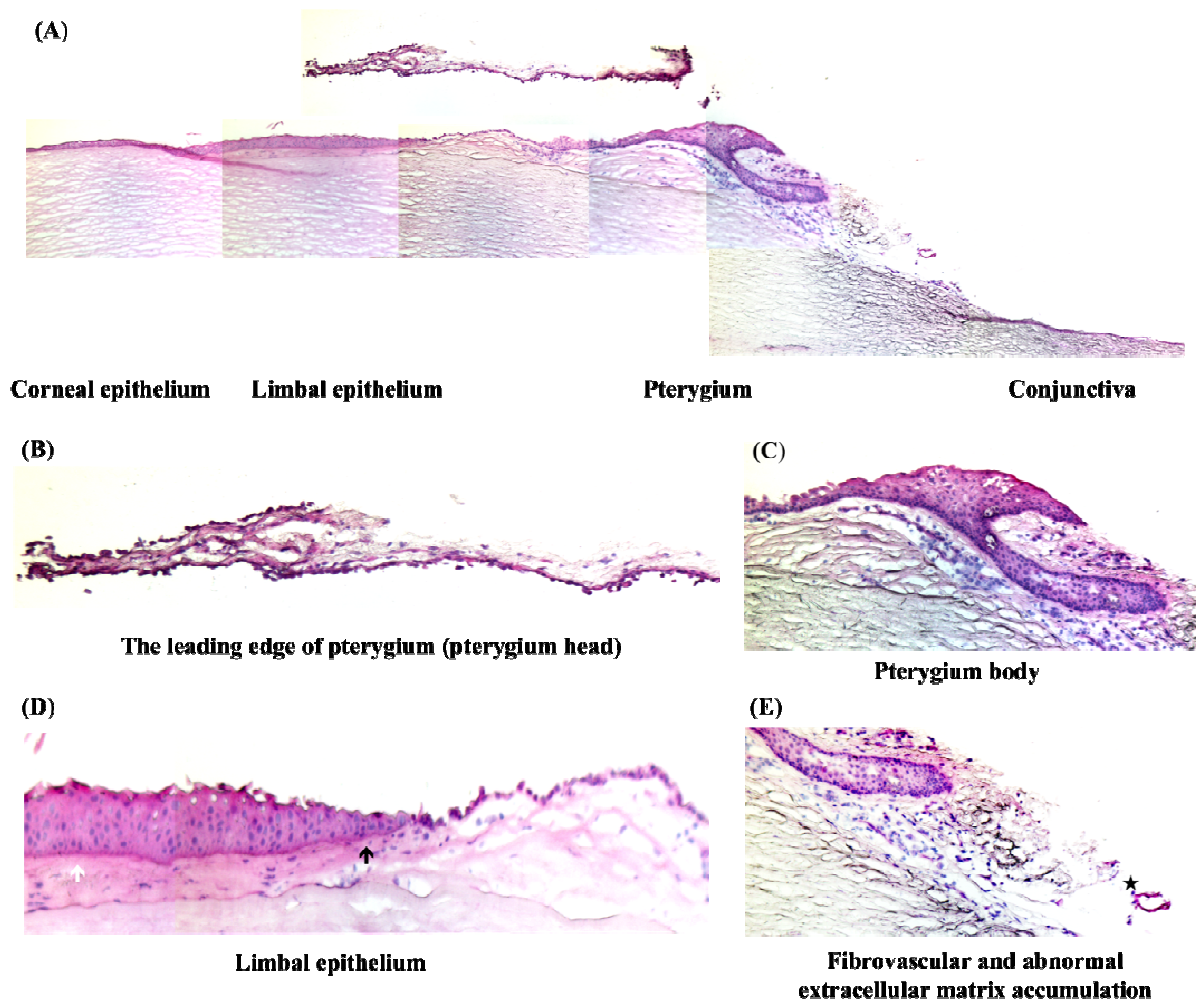 (A)
Corneal epithelium
Limbal epithelium
Pterygium
Conjunctiva
(B)
The leading edge of pterygium (pterygium head)
(C)
Pterygium body
(D)
Limbal epithelium
(E)
Fibrovascular and abnormal
extracellular matrix accumulation